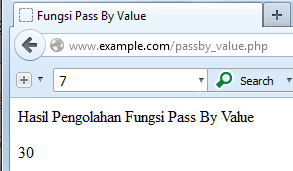 Fungsi Pass By Value
www.example.com/passby_value.php
7 Search
Hasil Pengolahan Fungsi Pass By Value
30